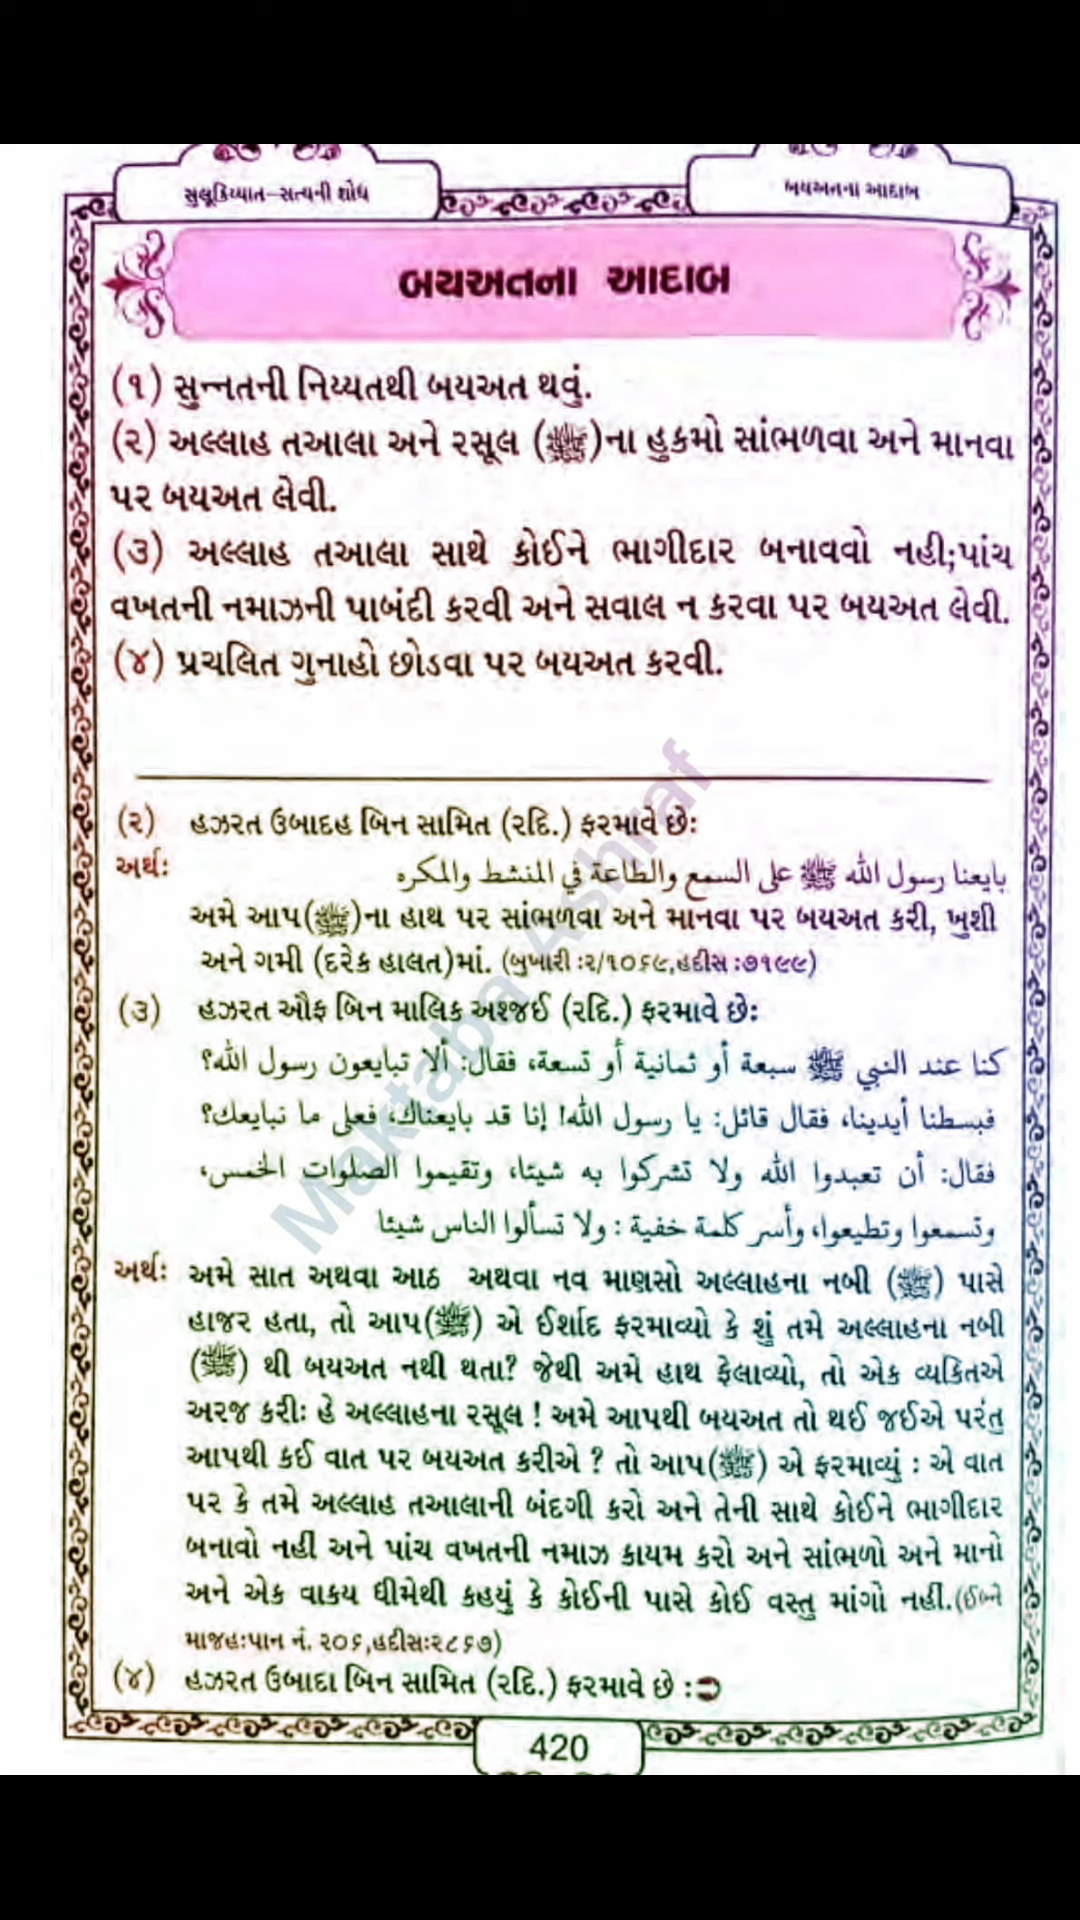 સુલૂકિય્યાત–સત્યની શોધ
બયઅતના આદાબ
બયઅતના આદાબ
(૧) સુન્નતની નિય્યતથી બયઅત થવું.
(૨) અલ્લાહ તઆલા અને રસૂલ (ﷺ)ના હુકમો સાંભળવા અને માનવા
પર બયઅત લેવી.
(૩) અલ્લાહ તઆલા સાથે કોઈને ભાગીદાર બનાવવો નહી;પાંચ
વખતની નમાઝની પાબંદી કરવી અને સવાલ ન કરવા પર બયઅત લેવી.
(૪) પ્રચલિત ગુનાહો છોડવા પર બયઅત કરવી.
(૨) હઝરત ઉબાદહ બિન સામિત (રદિ.) ફરમાવે છેઃ
અર્થઃ بايعنا رسول الله ﷺ على السمع والطاعة في المنشط والمكره
અમે આપ(ﷺ)ના હાથ પર સાંભળવા અને માનવા પર બયઅત કરી, ખુશી
અને ગમી (દરેક હાલત)માં. (બુખારી :૨/૧૦૬૯,હદીસ :૭૧૯૯)
(૩) હઝરત ઔફ બિન માલિક અશ્જઈ (રદિ.) ફરમાવે છેઃ
كنا عند النبي ﷺ سبعة أو ثمانية أو تسعة، فقال: ألا تبايعون رسول الله؟
فبسطنا أيدينا، فقال قائل: يا رسول الله! إنا قد بايعناك، فعلى ما نبايعك؟
فقال: أن تعبدوا الله ولا تشركوا به شيئا، وتقيموا الصلوات الخمس،
وتسمعوا وتطيعوا، وأسر كلمة خفية : ولا تسألوا الناس شيئا
અર્થઃ અમે સાત અથવા આઠ અથવા નવ માણસો અલ્લાહના નબી (ﷺ) પાસે
હાજર હતા, તો આપ(ﷺ) એ ઈર્શાદ ફરમાવ્યો કે શું તમે અલ્લાહના નબી
(ﷺ) થી બયઅત નથી થતા? જેથી અમે હાથ ફેલાવ્યો, તો એક વ્યકિતએ
અરજ કરીઃ હે અલ્લાહના રસૂલ ! અમે આપથી બયઅત તો થઈ જઈએ પરંતુ
આપથી કઈ વાત પર બયઅત કરીએ ? તો આપ(ﷺ) એ ફરમાવ્યું : એ વાત
પર કે તમે અલ્લાહ તઆલાની બંદગી કરો અને તેની સાથે કોઈને ભાગીદાર
બનાવો નહીં અને પાંચ વખતની નમાઝ કાયમ કરો અને સાંભળો અને માનો
અને એક વાકય ધીમેથી કહયું કે કોઈની પાસે કોઈ વસ્તુ માંગો નહીં.(ઈબ્ને
માજહઃપાન નં. ૨૦૬,હદીસઃ૨૮૬૭)
(૪) હઝરત ઉબાદા બિન સામિત (રદિ.) ફરમાવે છે :➲
420
Maktaba Ashraf